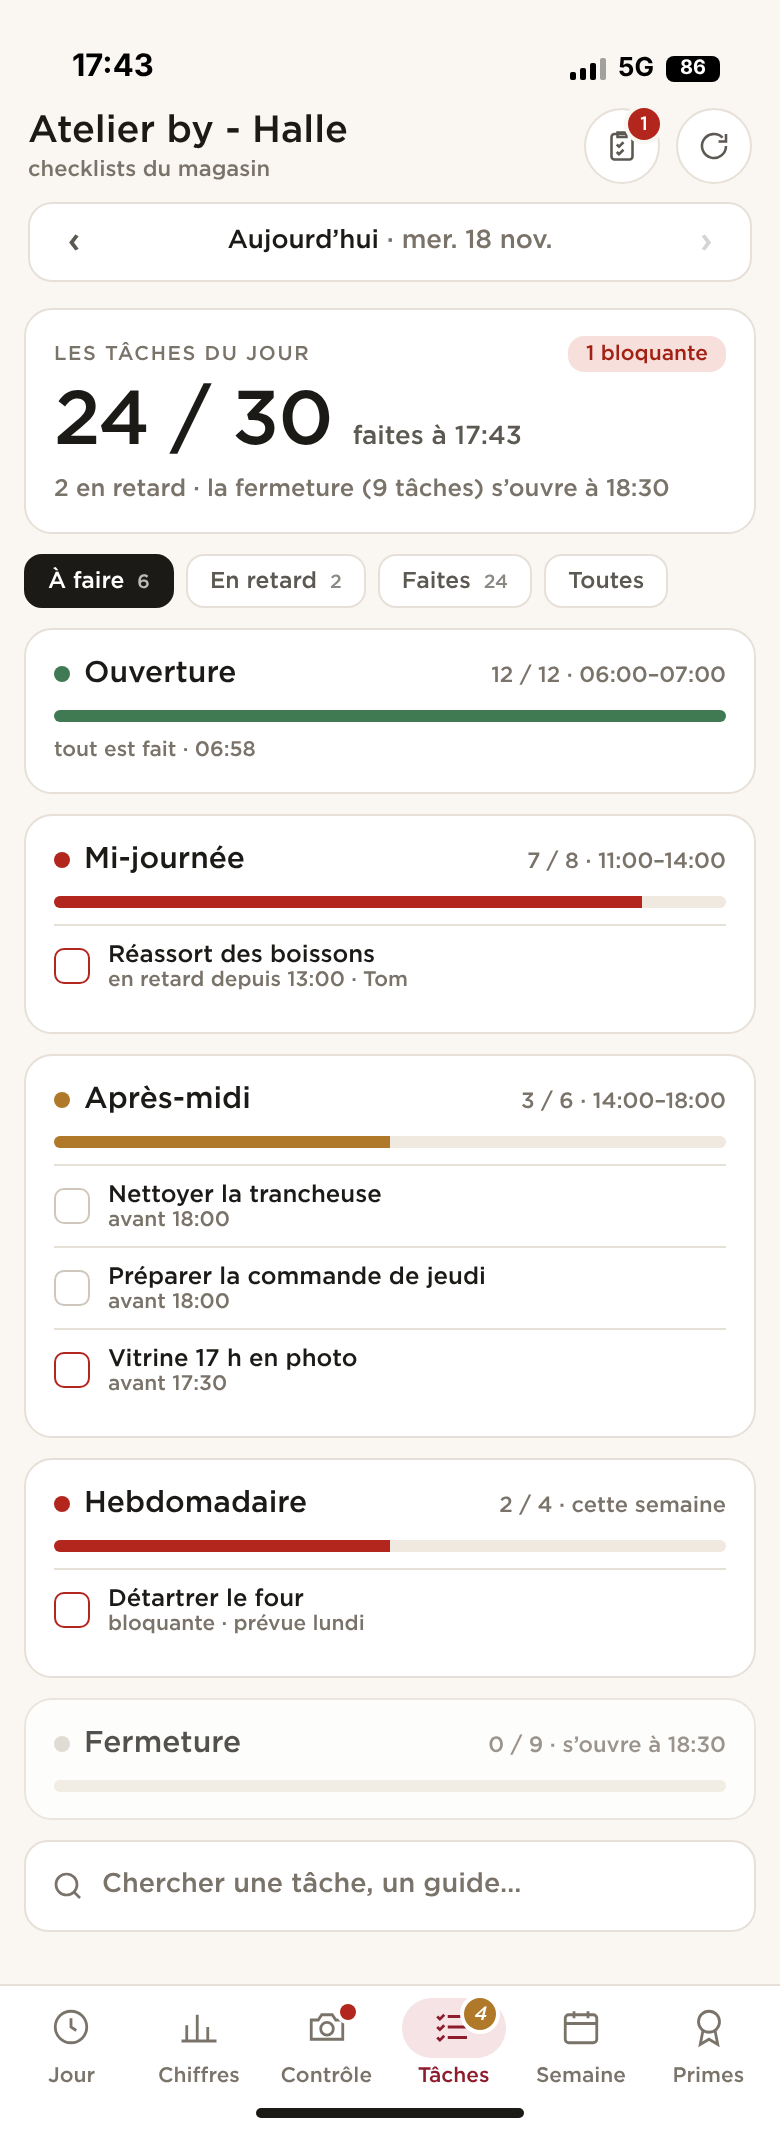 17:43
5G 86
Atelier by - Halle
1
checklists du magasin
‹ Aujourd’hui · mer. 18 nov. ›
LES TÂCHES DU JOUR
1 bloquante
24 / 30 faites à 17:43
2 en retard · la fermeture (9 tâches) s’ouvre à 18:30
À faire 6
En retard 2
Faites 24
Toutes
Ouverture
12 / 12 · 06:00–07:00
tout est fait · 06:58
Mi-journée
7 / 8 · 11:00–14:00
Réassort des boissons
en retard depuis 13:00 · Tom
Après-midi
3 / 6 · 14:00–18:00
Nettoyer la trancheuse
avant 18:00
Préparer la commande de jeudi
avant 18:00
Vitrine 17 h en photo
avant 17:30
Hebdomadaire
2 / 4 · cette semaine
Détartrer le four
bloquante · prévue lundi
Fermeture
0 / 9 · s’ouvre à 18:30
Chercher une tâche, un guide...
4
Jour
Chiffres
Contrôle
Tâches
Semaine
Primes